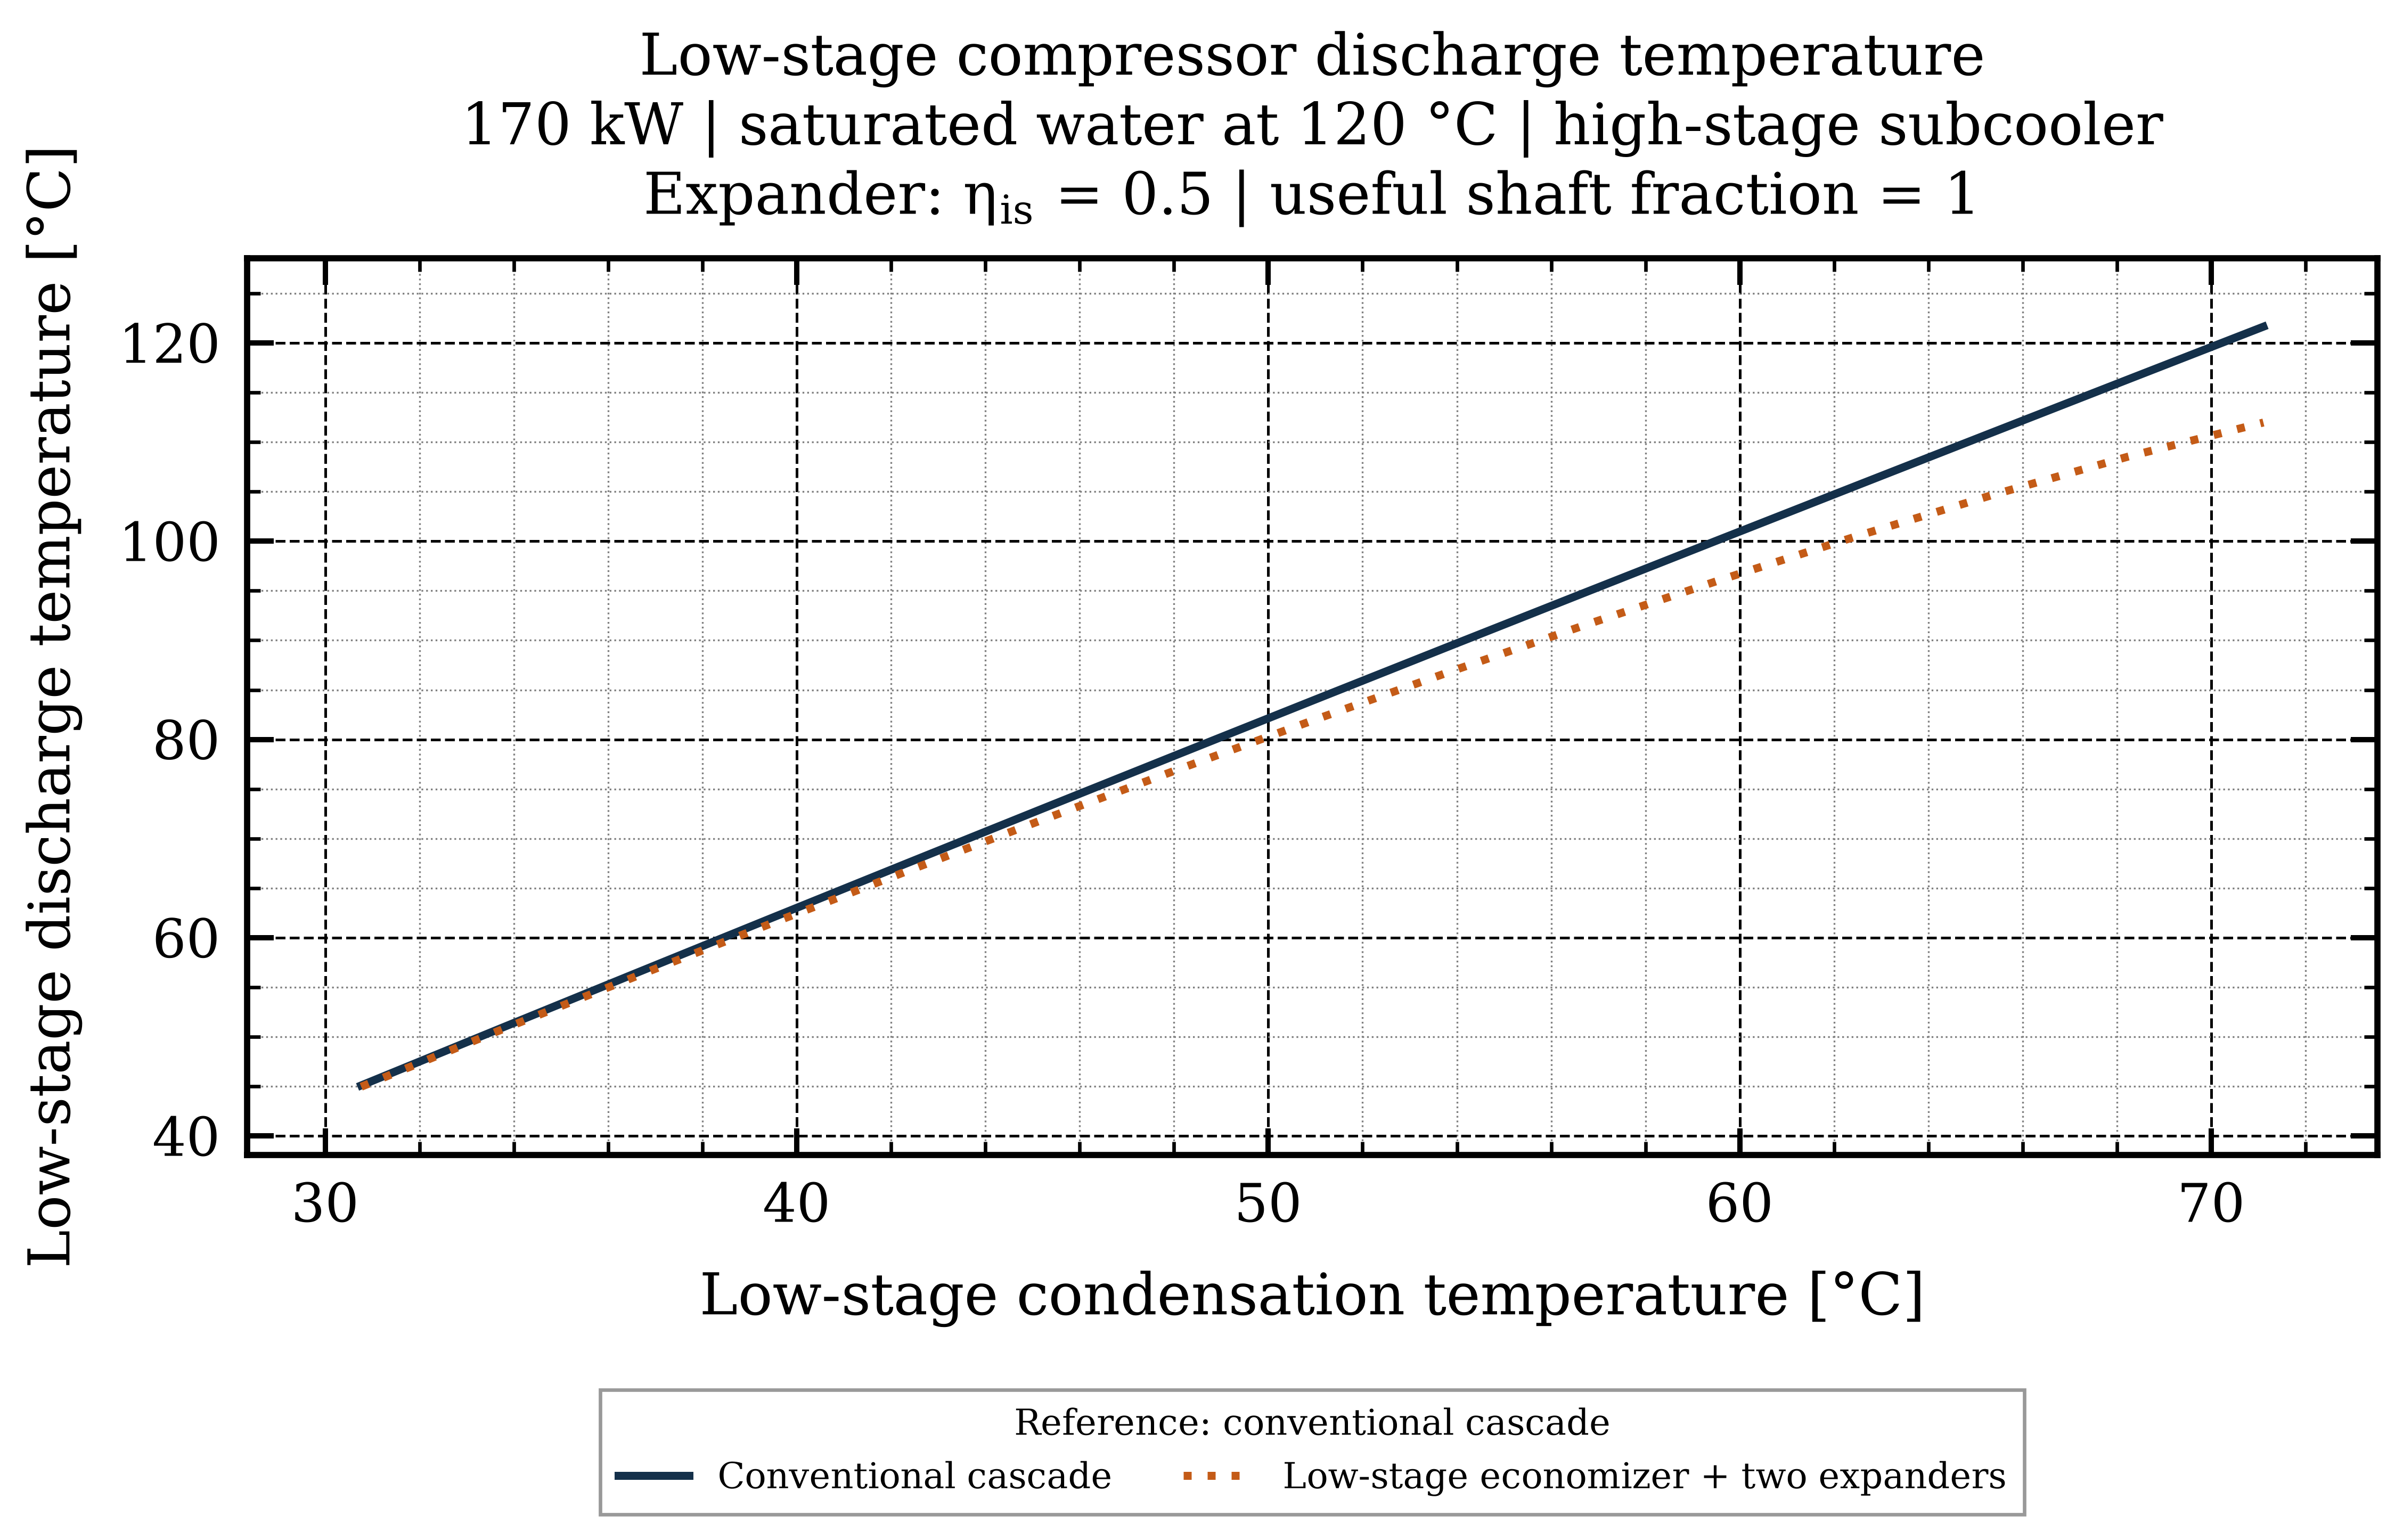 Low-stage compressor discharge temperature
170 kW | saturated water at 120 °C | high-stage subcooler
Expander: ηis = 0.5 | useful shaft fraction = 1
Low-stage discharge temperature [°C]
120
100
80
60
40
30 40 50 60 70
Low-stage condensation temperature [°C]
Reference: conventional cascade
Conventional cascade Low-stage economizer + two expanders